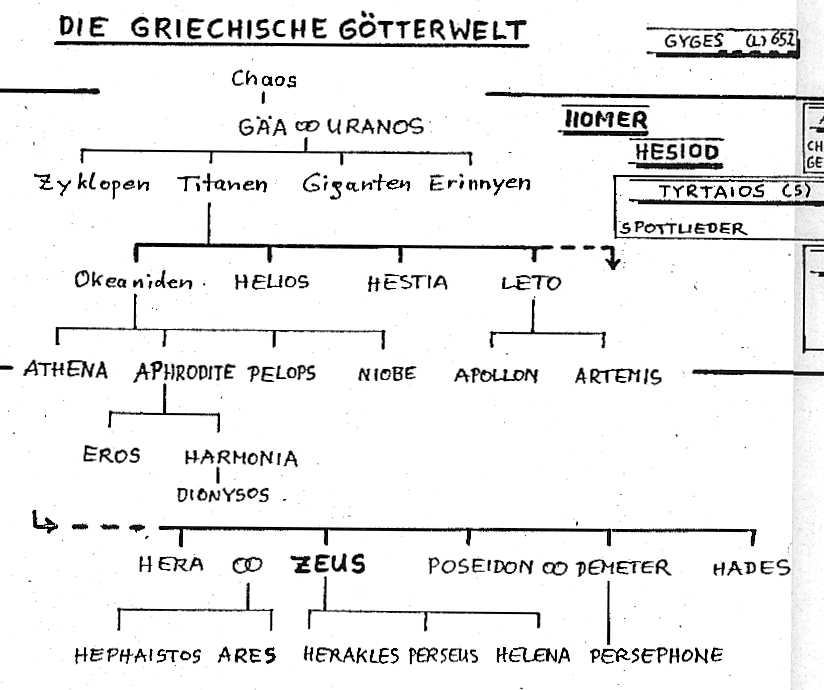 DIE GRIECHISCHE GÖTTERWELT
GYGES (L) 652
Chaos
GÄA ∞ URANOS
HOMER
HESIOD
Zyklopen Titanen Giganten Erinnyen
TYRTAIOS (S)
SPOTTLIEDER
Okeaniden HELIOS HESTIA LETO
ATHENA APHRODITE PELOPS NIOBE APOLLON ARTEMIS
EROS HARMONIA
DIONYSOS
HERA ∞ ZEUS POSEIDON ∞ DEMETER HADES
HEPHAISTOS ARES HERAKLES PERSEUS HELENA PERSEPHONE